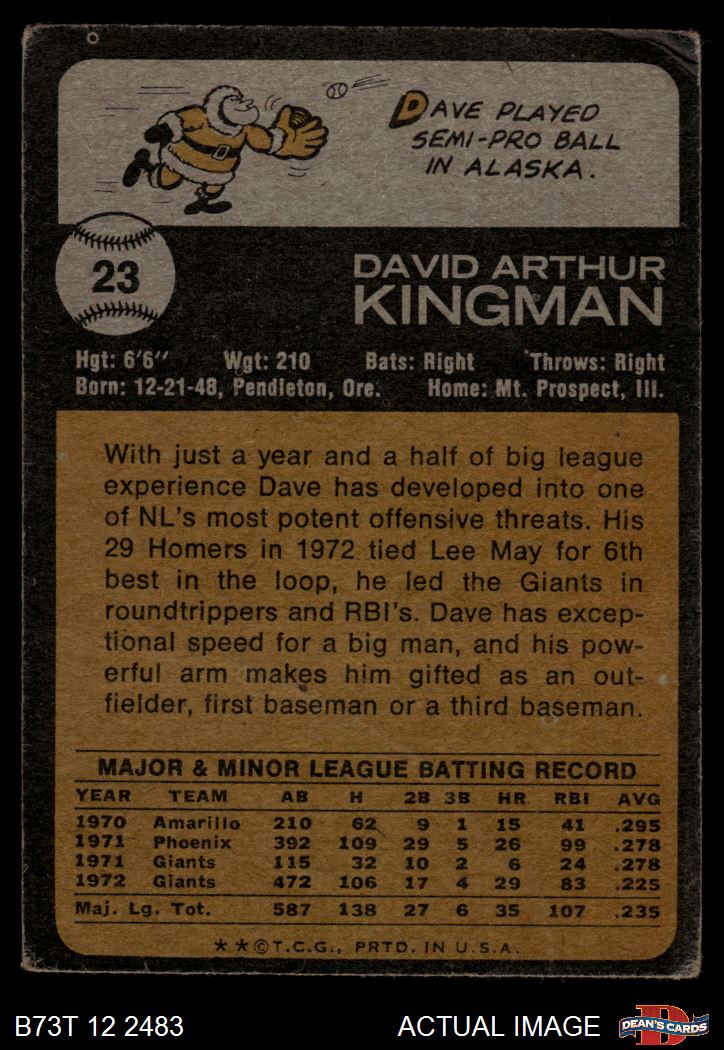 DAVE PLAYED
SEMI-PRO BALL
IN ALASKA.
23
DAVID ARTHUR
KINGMAN
Hgt: 6'6" Wgt: 210 Bats: Right Throws: Right
Born: 12-21-48, Pendleton, Ore. Home: Mt. Prospect, Ill.
With just a year and a half of big league
experience Dave has developed into one
of NL's most potent offensive threats. His
29 Homers in 1972 tied Lee May for 6th
best in the loop, he led the Giants in
roundtrippers and RBI's. Dave has excep-
tional speed for a big man, and his pow-
erful arm makes him gifted as an out-
fielder, first baseman or a third baseman.
MAJOR & MINOR LEAGUE BATTING RECORD
YEAR TEAM AB H 2B 3B HR RBI AVG
1970 Amarillo 210 62 9 1 15 41 .295
1971 Phoenix 392 109 29 5 26 99 .278
1971 Giants 115 32 10 2 6 24 .278
1972 Giants 472 106 17 4 29 83 .225
Maj. Lg. Tot. 587 138 27 6 35 107 .235
**©T.C.G., PRTD. IN U.S.A.
B73T 12 2483 ACTUAL IMAGE DEAN'S CARDS